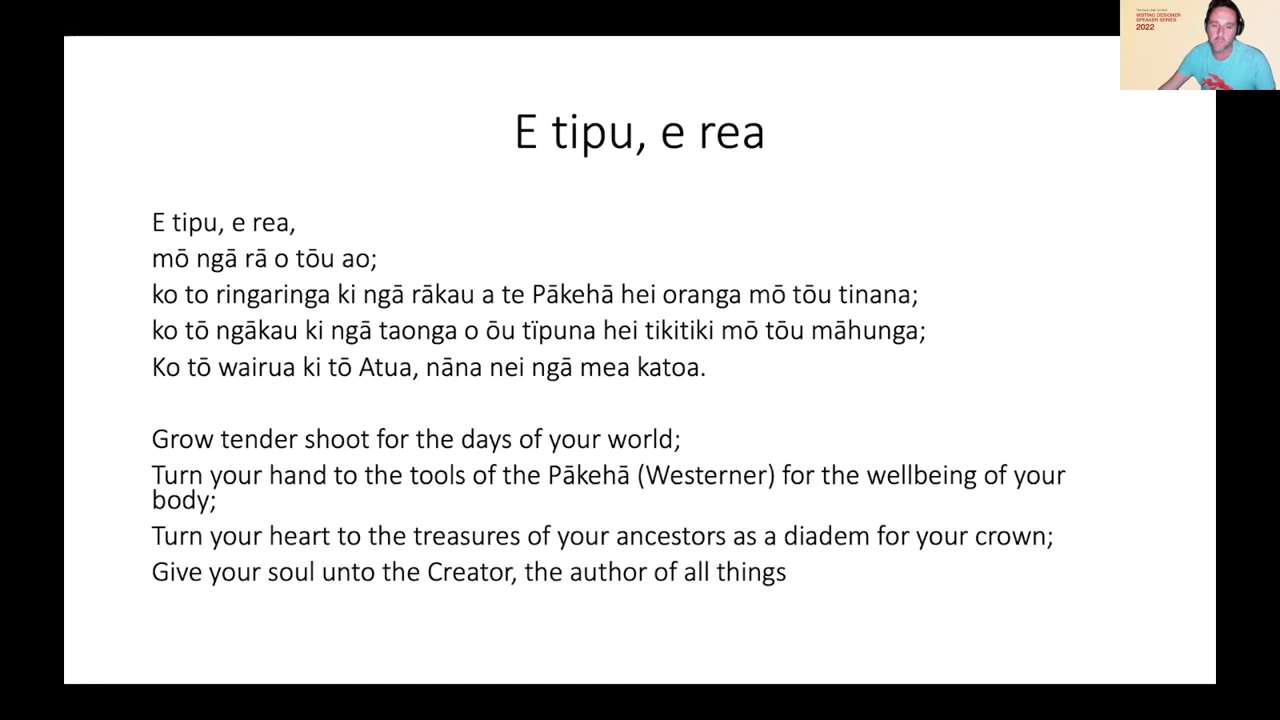 VISITING DESIGNER
SPEAKER SERIES
2022
E tipu, e rea
E tipu, e rea,
mō ngā rā o tōu ao;
ko to ringaringa ki ngā rākau a te Pākehā hei oranga mō tōu tinana;
ko tō ngākau ki ngā taonga o ōu tïpuna hei tikitiki mō tōu māhunga;
Ko tō wairua ki tō Atua, nāna nei ngā mea katoa.
Grow tender shoot for the days of your world;
Turn your hand to the tools of the Pākehā (Westerner) for the wellbeing of your
body;
Turn your heart to the treasures of your ancestors as a diadem for your crown;
Give your soul unto the Creator, the author of all things